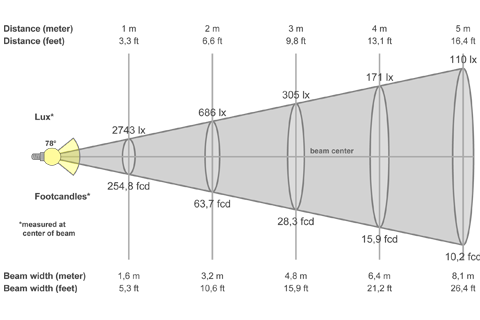 Distance (meter) 1 m 2 m 3 m 4 m 5 m
Distance (feet) 3,3 ft 6,6 ft 9,8 ft 13,1 ft 16,4 ft
110 lx
171 lx
305 lx
686 lx
Lux*
2743 lx
78°
beam center
254,8 fcd
Footcandles*
63,7 fcd
28,3 fcd
*measured at
center of beam
15,9 fcd
10,2 fcd
Beam width (meter) 1,6 m 3,2 m 4,8 m 6,4 m 8,1 m
Beam width (feet) 5,3 ft 10,6 ft 15,9 ft 21,2 ft 26,4 ft